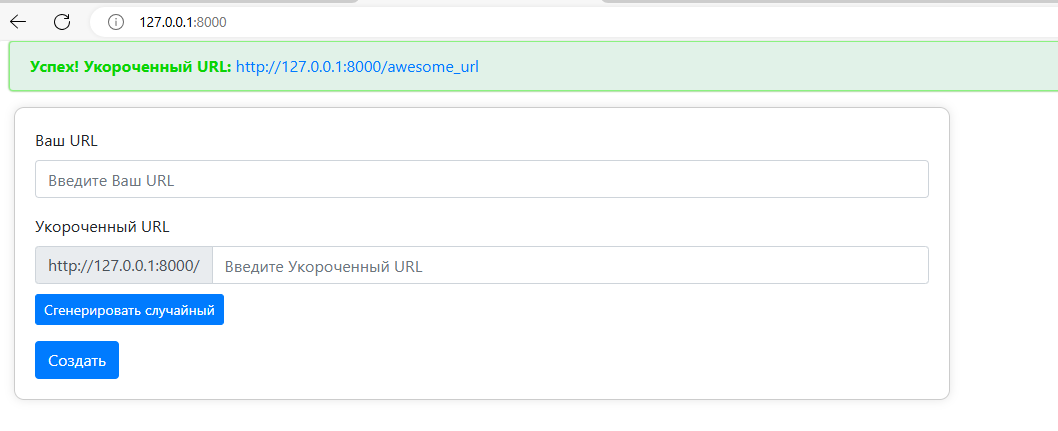 127.0.0.1:8000
Успех! Укороченный URL: http://127.0.0.1:8000/awesome_url
Ваш URL
Введите Ваш URL
Укороченный URL
http://127.0.0.1:8000/ Введите Укороченный URL
Сгенерировать случайный
Создать